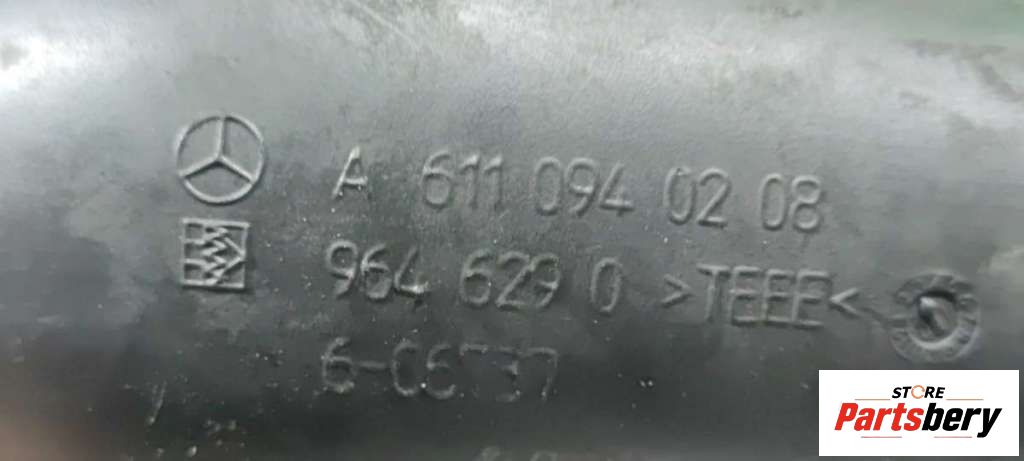 A 611 094 02 08
964 629 0 >TEEE<
STORE
Partsbery